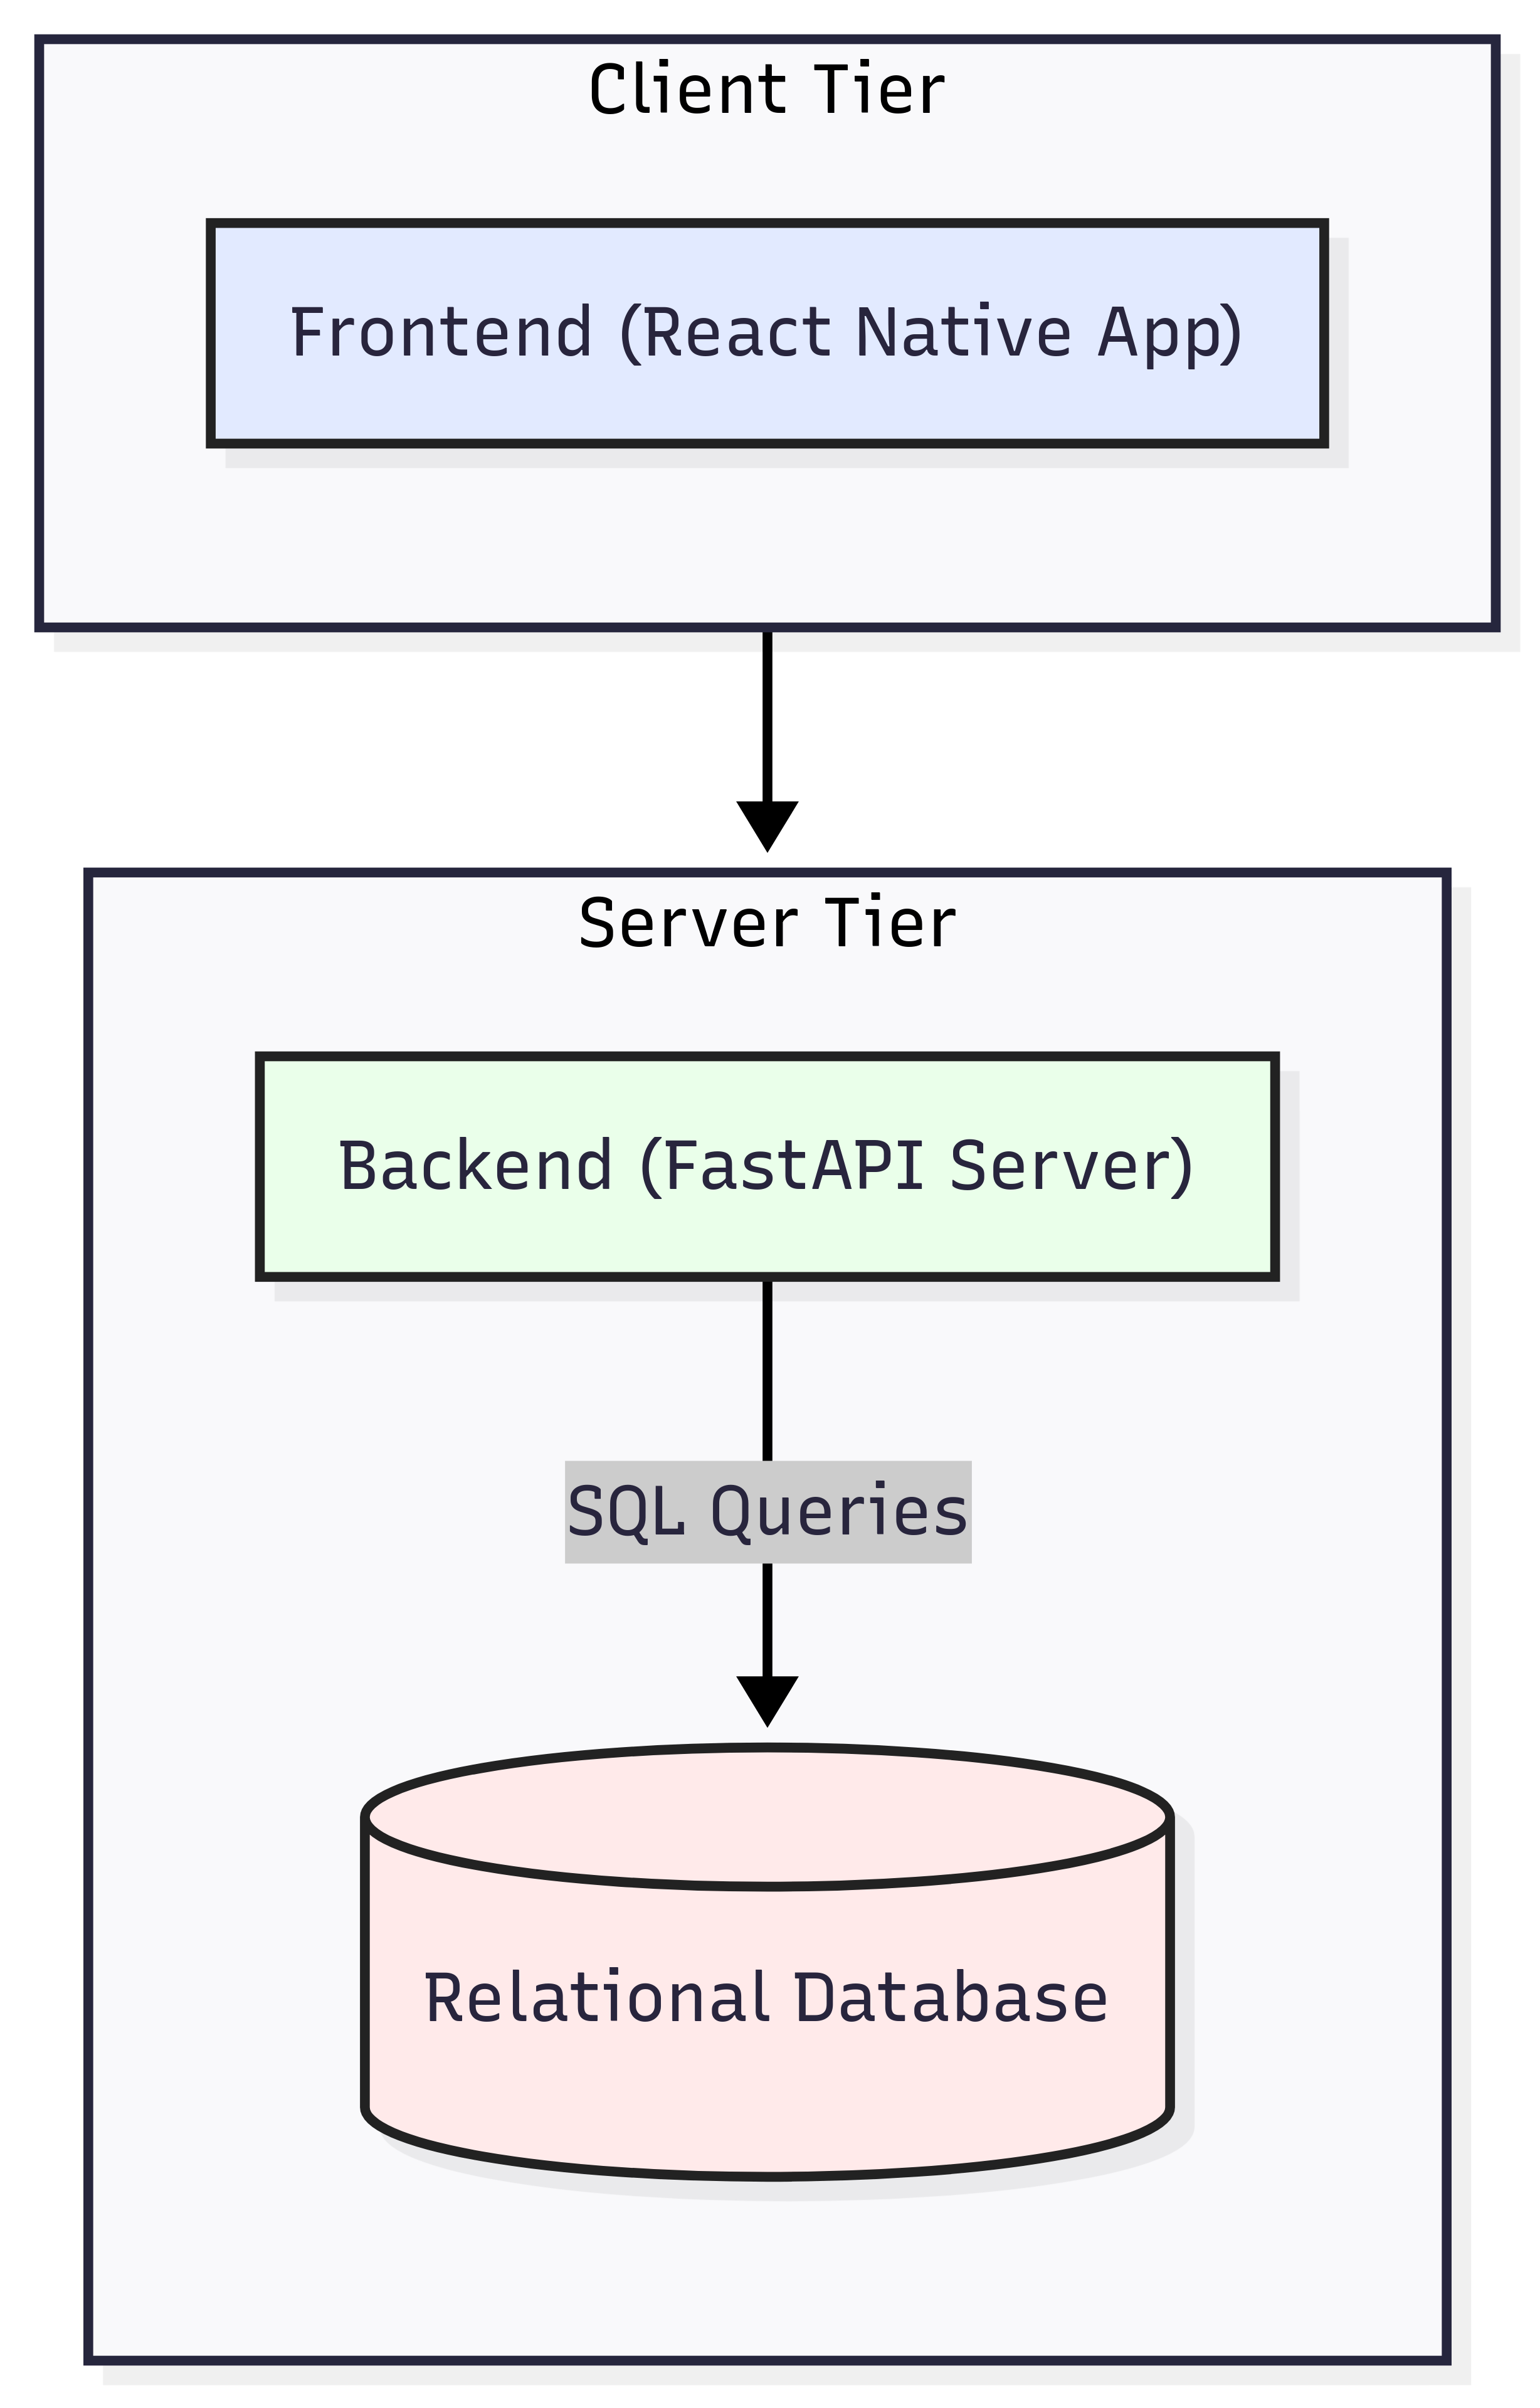 Client Tier
Frontend (React Native App)
Server Tier
Backend (FastAPI Server)
SQL Queries
Relational Database